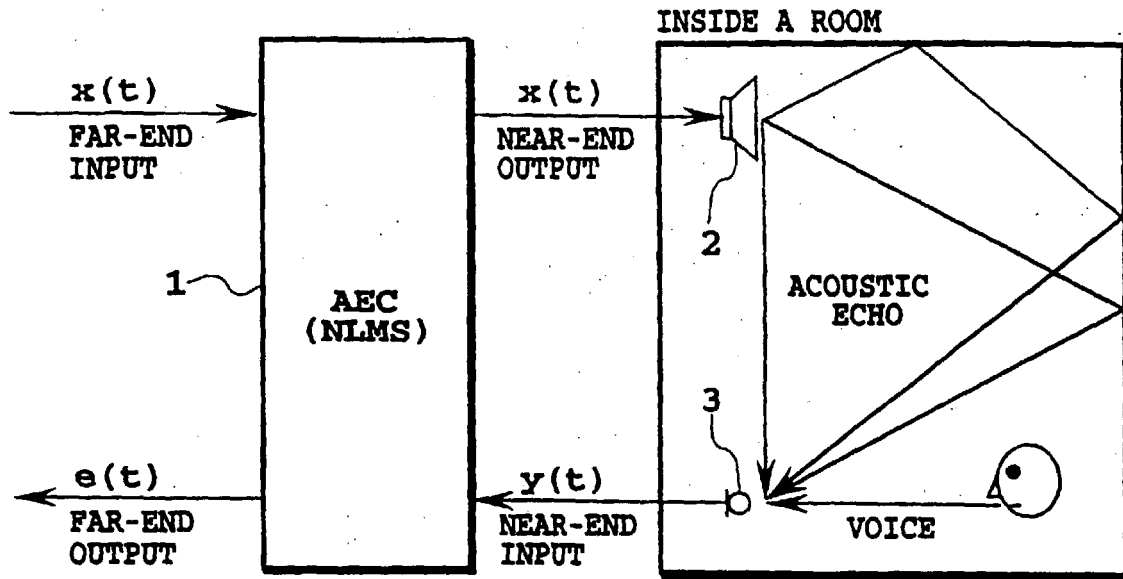 INSIDE A ROOM
x(t)
FAR-END
INPUT
x(t)
NEAR-END
OUTPUT
2
1
AEC
(NLMS)
ACOUSTIC
ECHO
3
e(t)
FAR-END
OUTPUT
y(t)
NEAR-END
INPUT
VOICE